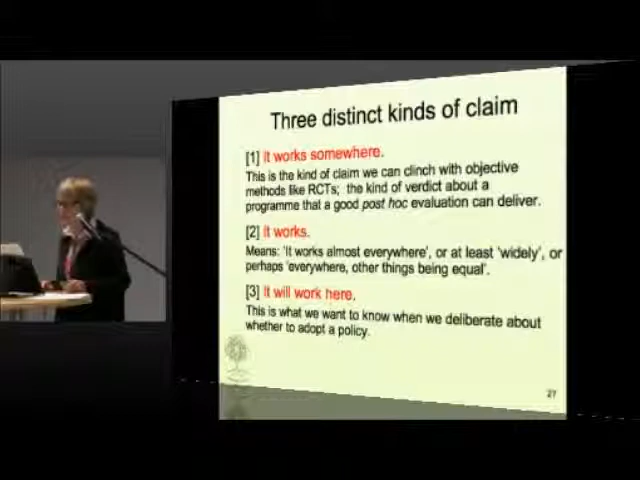 Three distinct kinds of claim
[1] It works somewhere.
This is the kind of claim we can clinch with objective
methods like RCTs; the kind of verdict about a
programme that a good post hoc evaluation can deliver.
[2] It works.
Means: 'It works almost everywhere', or at least 'widely', or
perhaps 'everywhere, other things being equal'.
[3] It will work here.
This is what we want to know when we deliberate about
whether to adopt a policy.
27